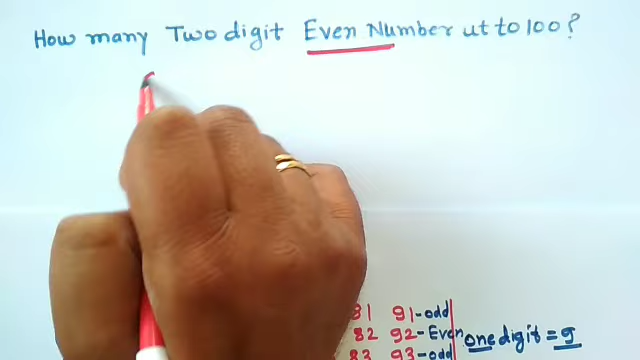 How many Two digit Even Number ut to 100?
81 91-odd
82 92-Even one digit = 9
83 93-odd